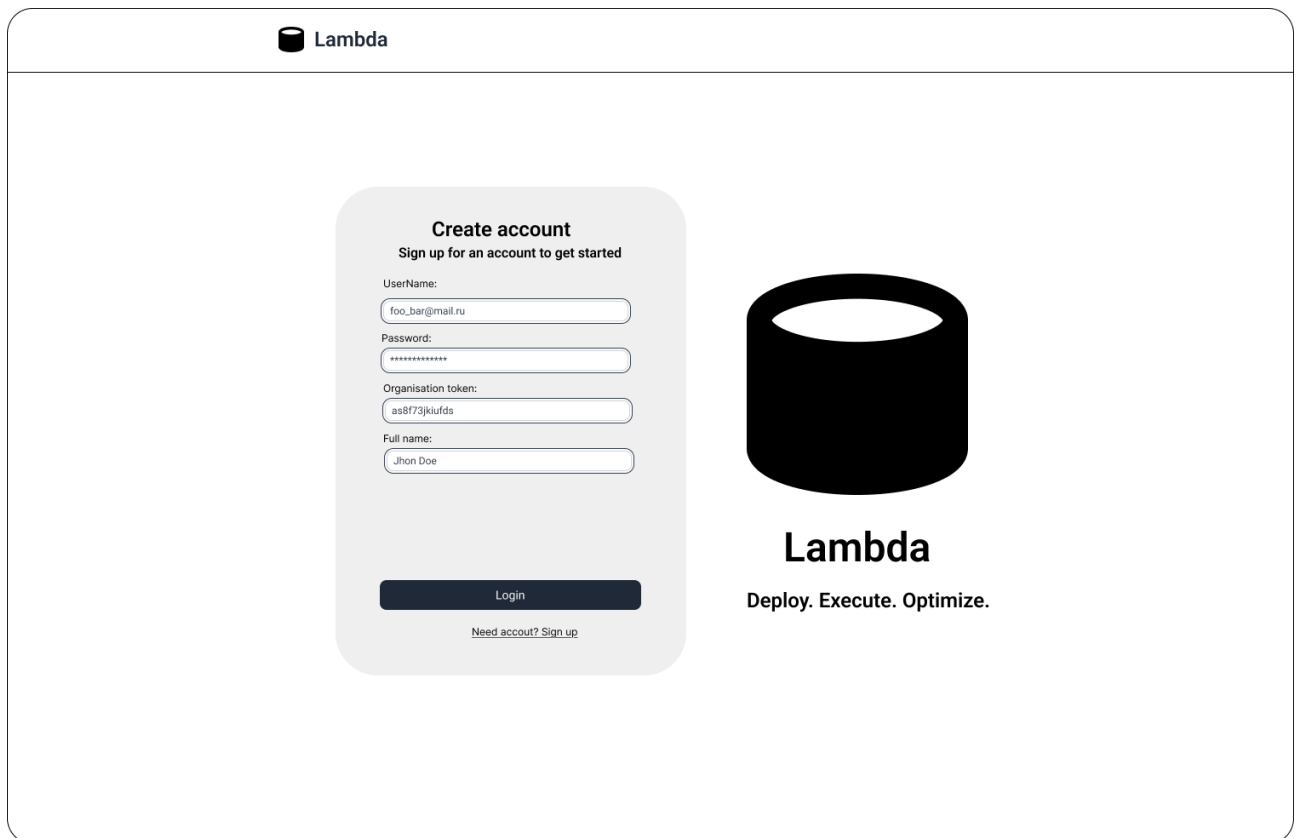 Lambda
Create account
Sign up for an account to get started
UserName:
foo_bar@mail.ru
Password:
*************
Organisation token:
as8f73jkiufds
Full name:
Jhon Doe
Login
Need accout? Sign up
Lambda
Deploy. Execute. Optimize.